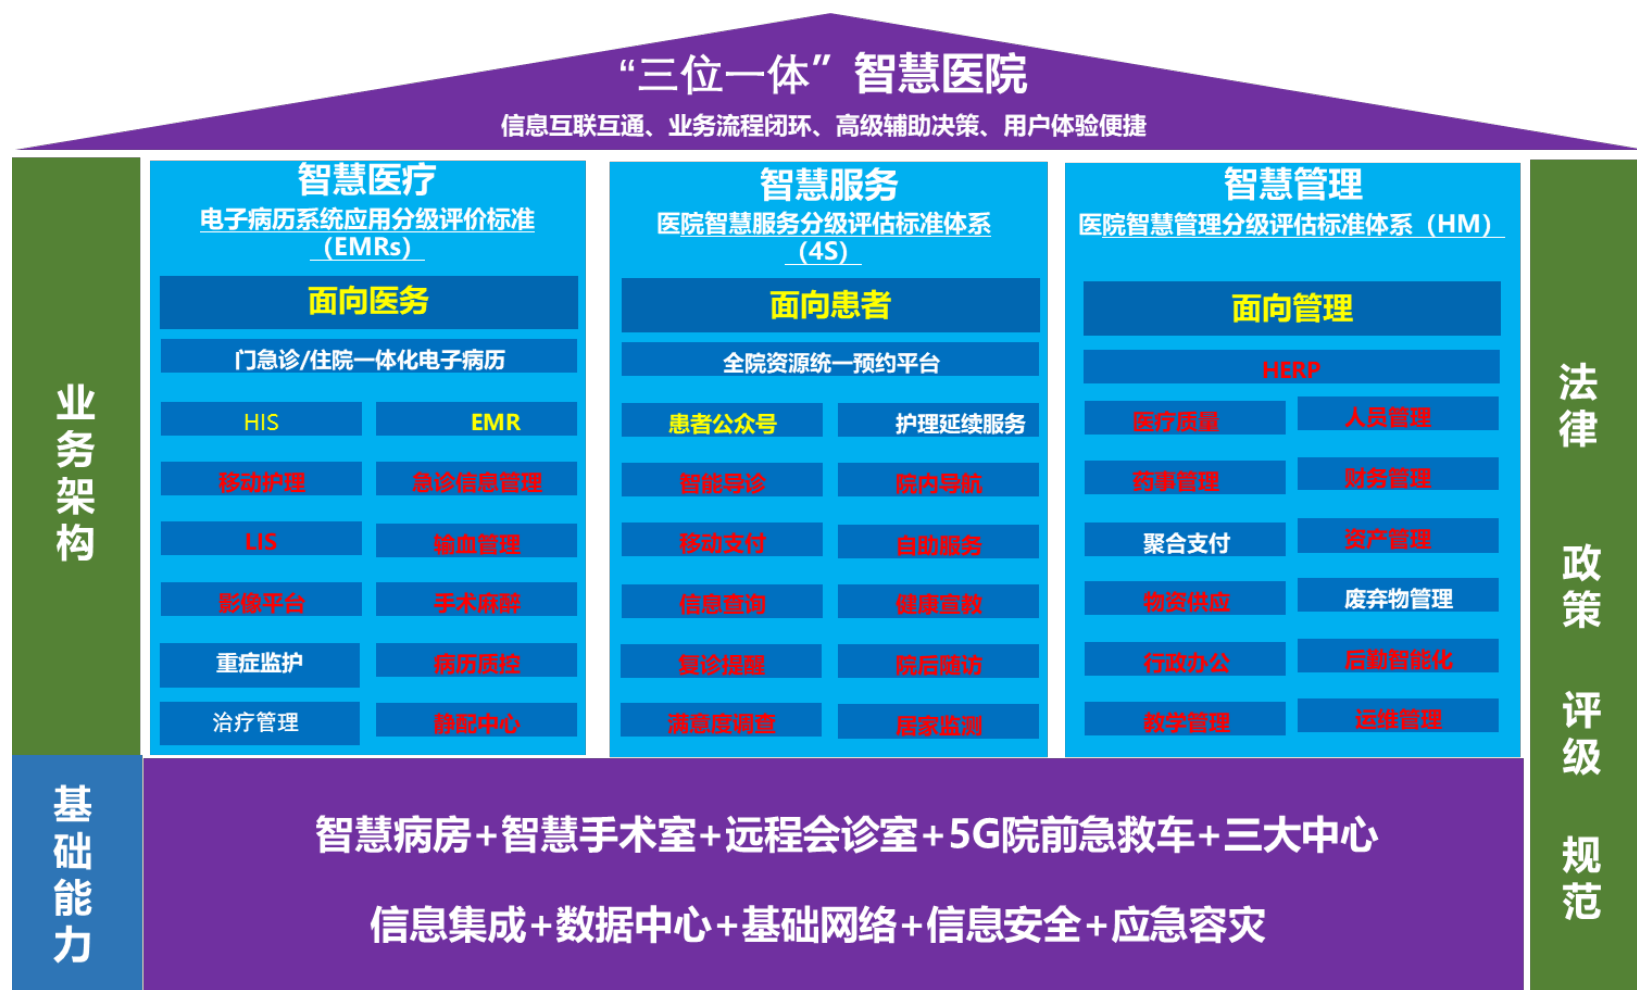 “三位一体”智慧医院
信息互联互通、业务流程闭环、高级辅助决策、用户体验便捷
业务架构
智慧医疗
电子病历系统应用分级评价标准
（EMRs）
面向医务
门急诊/住院一体化电子病历
HIS
EMR
移动护理
急诊信息管理
LIS
输血管理
影像平台
手术麻醉
重症监护
病历质控
治疗管理
静配中心
智慧服务
医院智慧服务分级评估标准体系
（4S）
面向患者
全院资源统一预约平台
患者公众号
护理延续服务
智能导诊
院内导航
移动支付
自助服务
信息查询
健康宣教
复诊提醒
院后随访
满意度调查
居家监测
智慧管理
医院智慧管理分级评估标准体系（HM）
面向管理
HERP
医疗质量
人员管理
药事管理
财务管理
聚合支付
资产管理
物资供应
废弃物管理
行政办公
后勤智能化
教学管理
运维管理
法律
政策
评级
规范
基础能力
智慧病房+智慧手术室+远程会诊室+5G院前急救车+三大中心
信息集成+数据中心+基础网络+信息安全+应急容灾